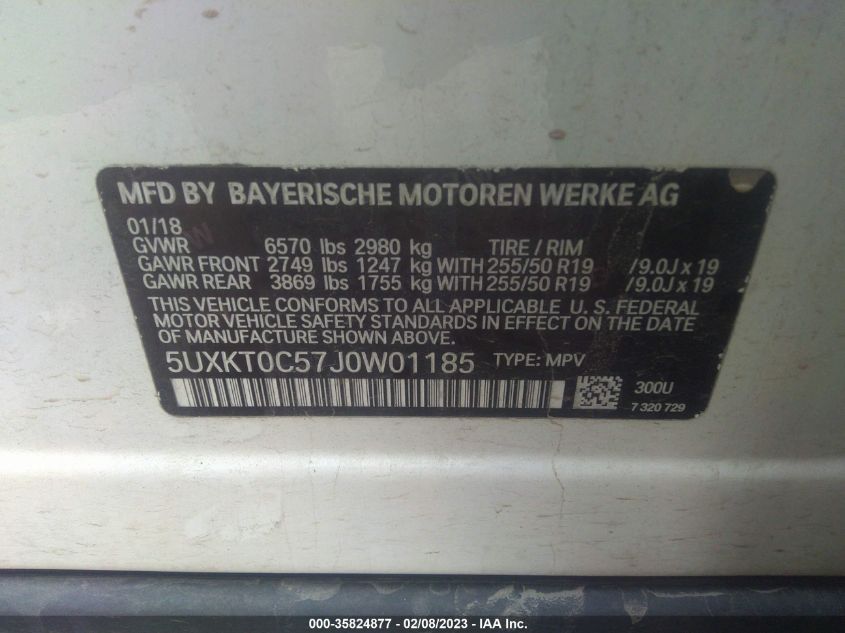 MFD BY BAYERISCHE MOTOREN WERKE AG
01/18
GVWR 6570 lbs 2980 kg TIRE / RIM
GAWR FRONT 2749 lbs 1247 kg WITH 255/50 R19 /9.0J x 19
GAWR REAR 3869 lbs 1755 kg WITH 255/50 R19 /9.0J x 19
THIS VEHICLE CONFORMS TO ALL APPLICABLE U. S. FEDERAL
MOTOR VEHICLE SAFETY STANDARDS IN EFFECT ON THE DATE
OF MANUFACTURE SHOWN ABOVE.
5UXKT0C57J0W01185 TYPE: MPV
300U
7 320 729
000-35824877 — 02/08/2023 — IAA Inc.